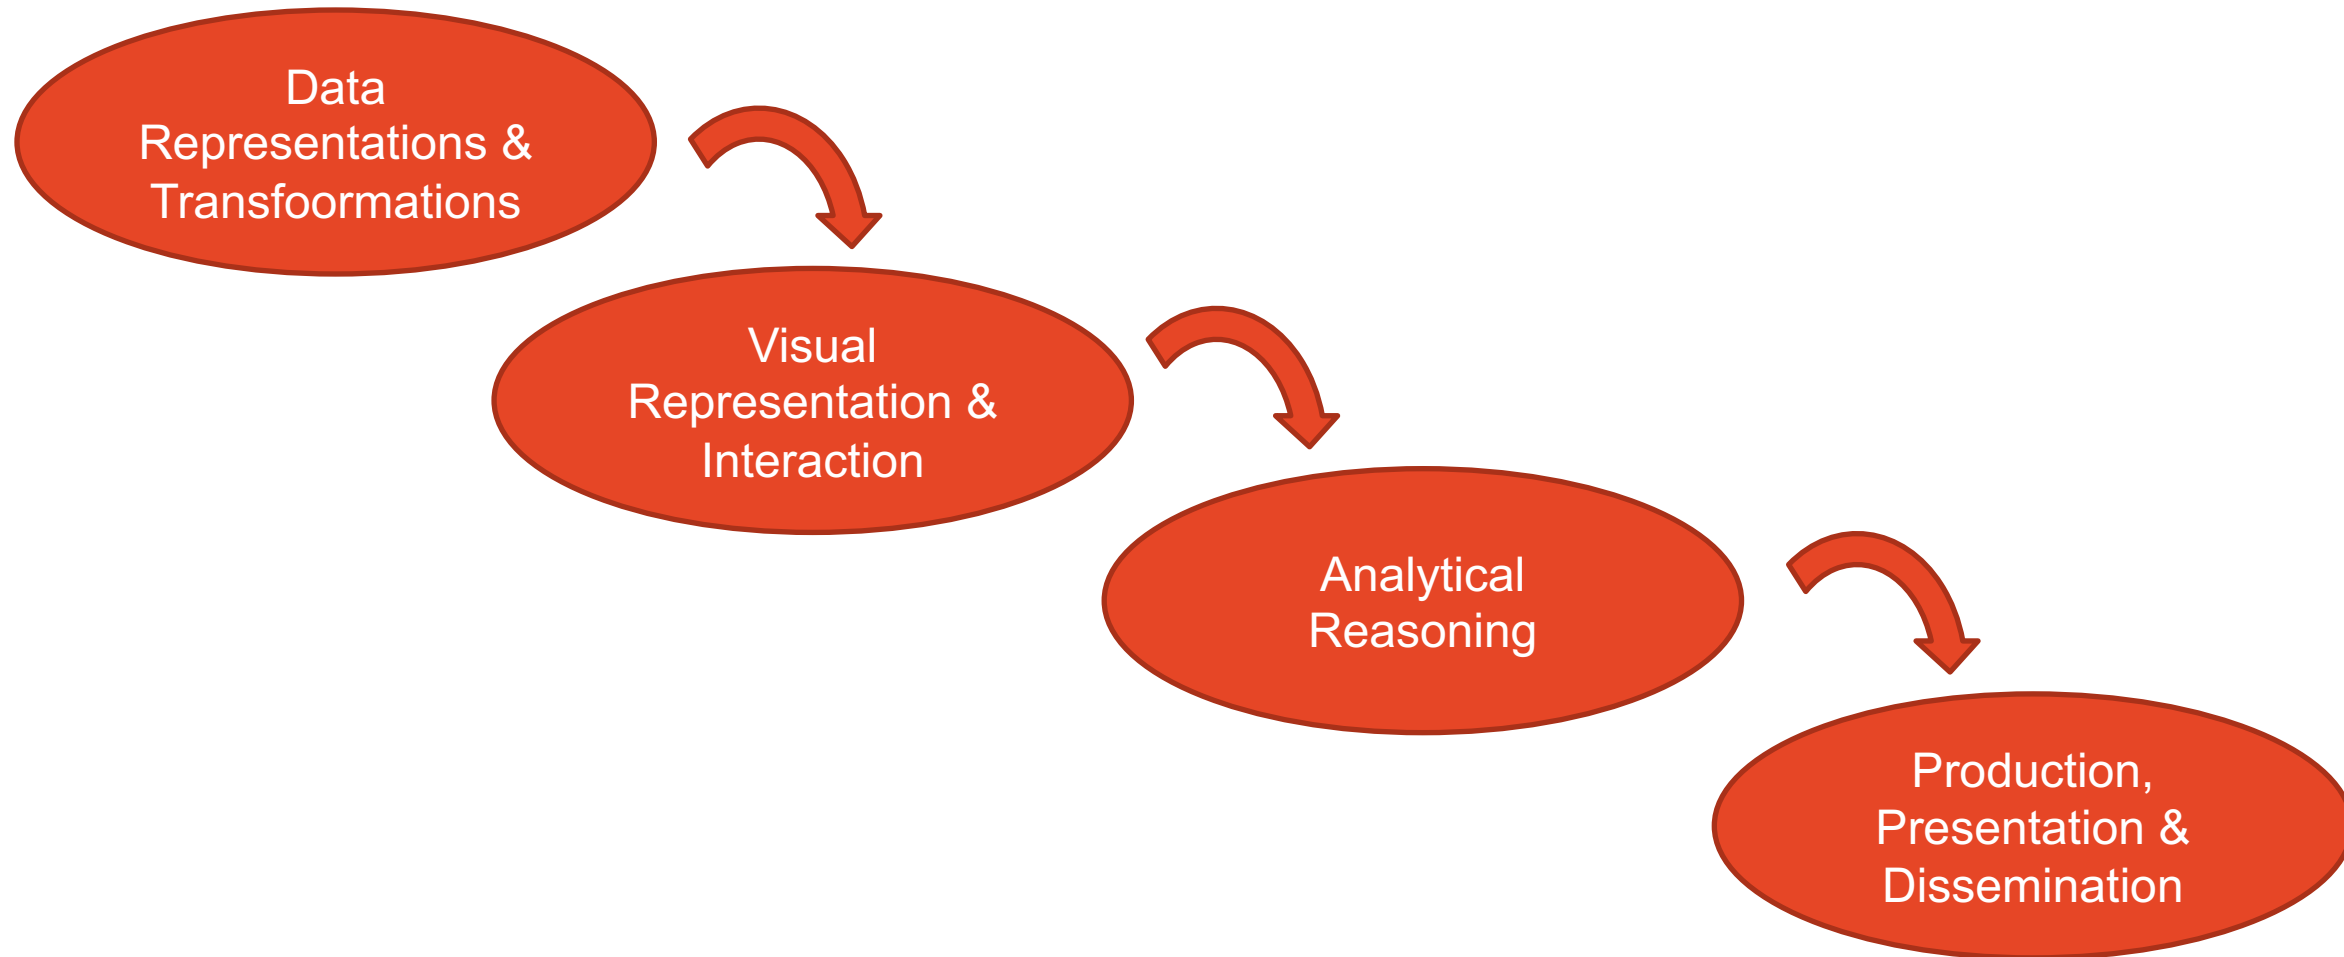 Data
Representations &
Transfoormations
Visual
Representation &
Interaction
Analytical
Reasoning
Production,
Presentation &
Dissemination